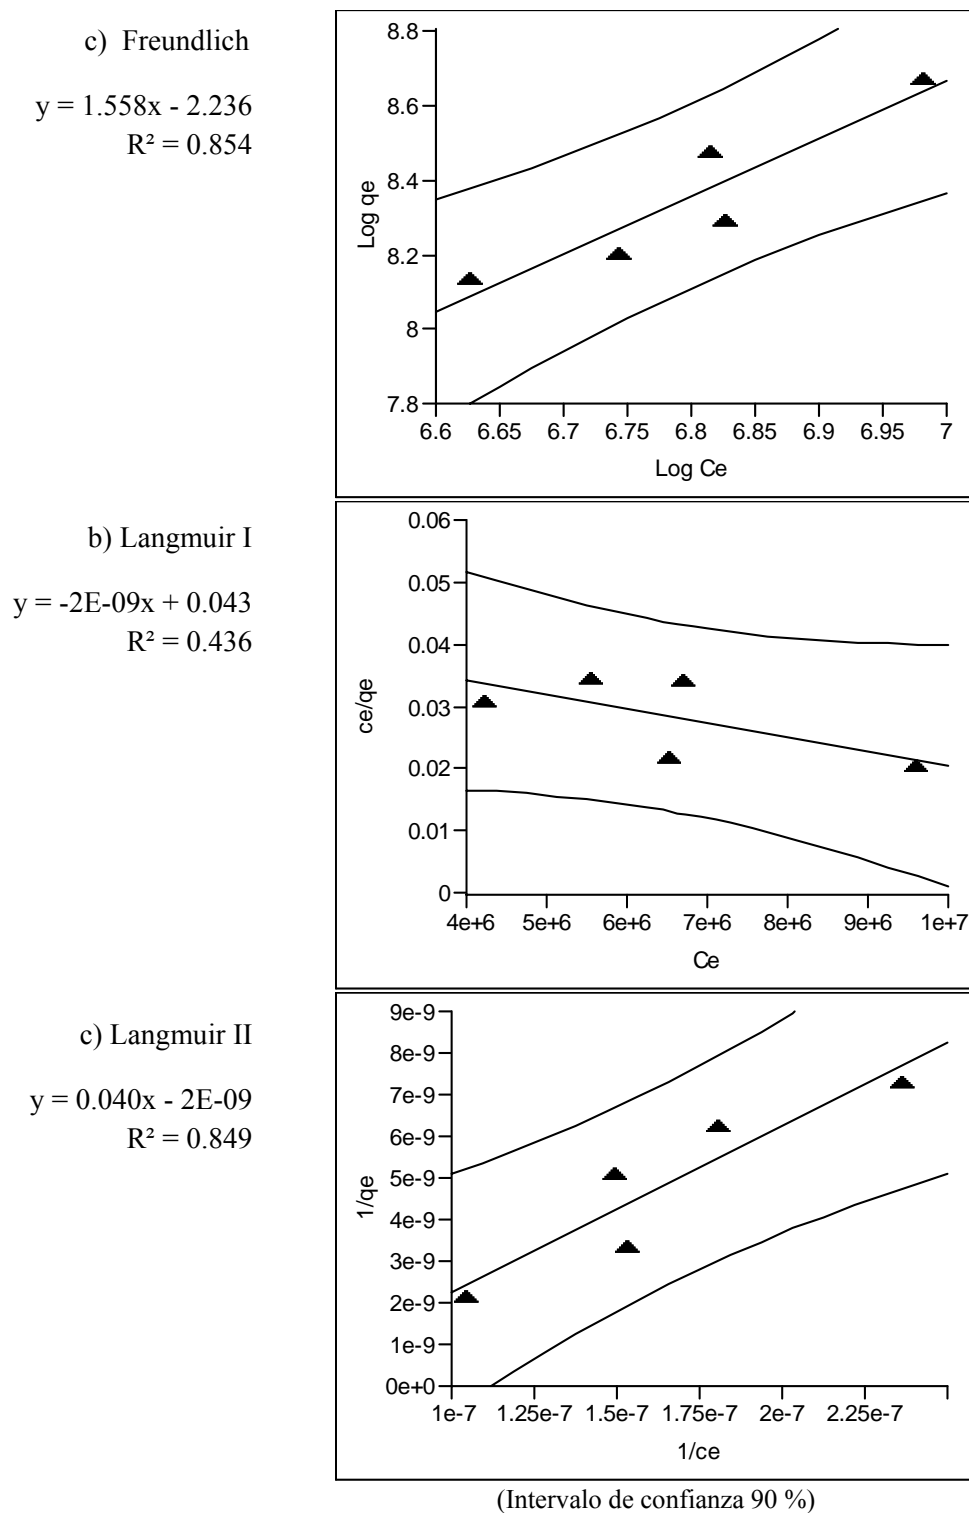 c) Freundlich
y = 1.558x - 2.236
R² = 0.854
8.8
8.6
8.4
8.2
8
7.8
Log qe
6.6 6.65 6.7 6.75 6.8 6.85 6.9 6.95 7
Log Ce
b) Langmuir I
y = -2E-09x + 0.043
R² = 0.436
0.06
0.05
0.04
0.03
0.02
0.01
0
ce/qe
4e+6 5e+6 6e+6 7e+6 8e+6 9e+6 1e+7
Ce
c) Langmuir II
y = 0.040x - 2E-09
R² = 0.849
9e-9
8e-9
7e-9
6e-9
5e-9
4e-9
3e-9
2e-9
1e-9
0e+0
1/qe
1e-7 1.25e-7 1.5e-7 1.75e-7 2e-7 2.25e-7
1/ce
(Intervalo de confianza 90 %)